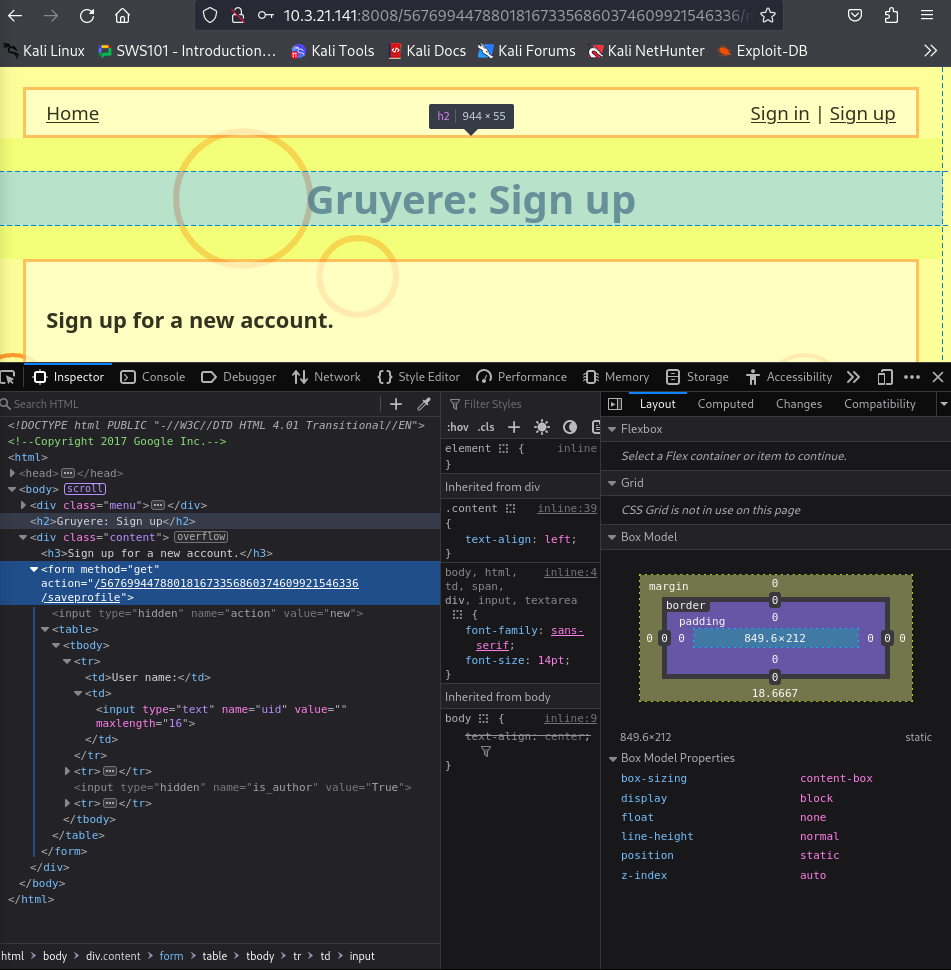 10.3.21.141:8008/567699447880181673356860374609921546336/
Kali Linux SWS101 - Introduction... Kali Tools Kali Docs Kali Forums Kali NetHunter Exploit-DB
Home
h2 944 × 55
Sign in | Sign up
Gruyere: Sign up
Sign up for a new account.
Inspector Console Debugger Network Style Editor Performance Memory Storage Accessibility
Search HTML
<!DOCTYPE html PUBLIC "-//W3C//DTD HTML 4.01 Transitional//EN">
<!--Copyright 2017 Google Inc.-->
<html>
<head> </head>
<body> scroll
<div class="menu"> </div>
<h2>Gruyere: Sign up</h2>
<div class="content"> overflow
<h3>Sign up for a new account.</h3>
<form method="get"
action="/567699447880181673356860374609921546336
/saveprofile">
<input type="hidden" name="action" value="new">
<table>
<tbody>
<tr>
<td>User name:</td>
<td>
<input type="text" name="uid" value=""
maxlength="16">
</td>
</tr>
<tr> </tr>
<input type="hidden" name="is_author" value="True">
<tr> </tr>
</tbody>
</table>
</form>
</div>
</body>
</html>
html body div.content form table tbody tr td input
Filter Styles
:hov .cls
element { inline
}
Inherited from div
.content inline:39
{
text-align: left;
}
body, html, inline:4
td, span,
div, input, textarea
{
font-family: sans-
serif;
font-size: 14pt;
}
Inherited from body
body { inline:9
text-align: center;
}
Layout Computed Changes Compatibility
Flexbox
Select a Flex container or item to continue.
Grid
CSS Grid is not in use on this page
Box Model
margin 0
border 0
padding 0
0 0 0 849.6×212 0 0 0
0
0
18.6667
849.6×212 static
Box Model Properties
box-sizing content-box
display block
float none
line-height normal
position static
z-index auto